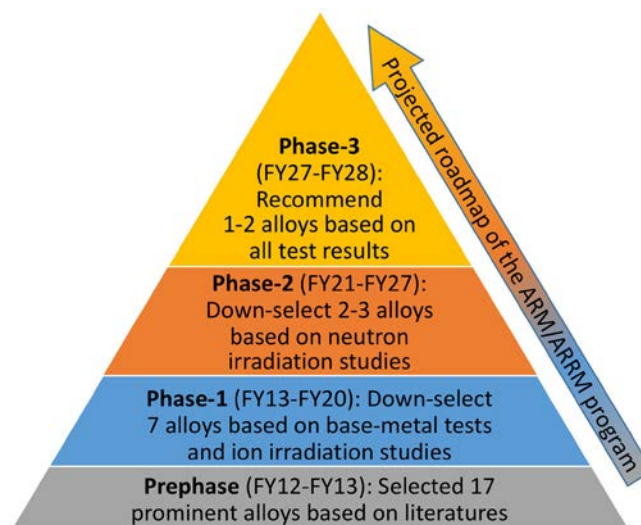 Phase-3
(FY27-FY28):
Recommend
1-2 alloys based on
all test results
Phase-2 (FY21-FY27):
Down-select 2-3 alloys
based on neutron
irradiation studies
Phase-1 (FY13-FY20): Down-select
7 alloys based on base-metal tests
and ion irradiation studies
Prephase (FY12-FY13): Selected 17
prominent alloys based on literatures
Projected roadmap of the ARM/ARRM program